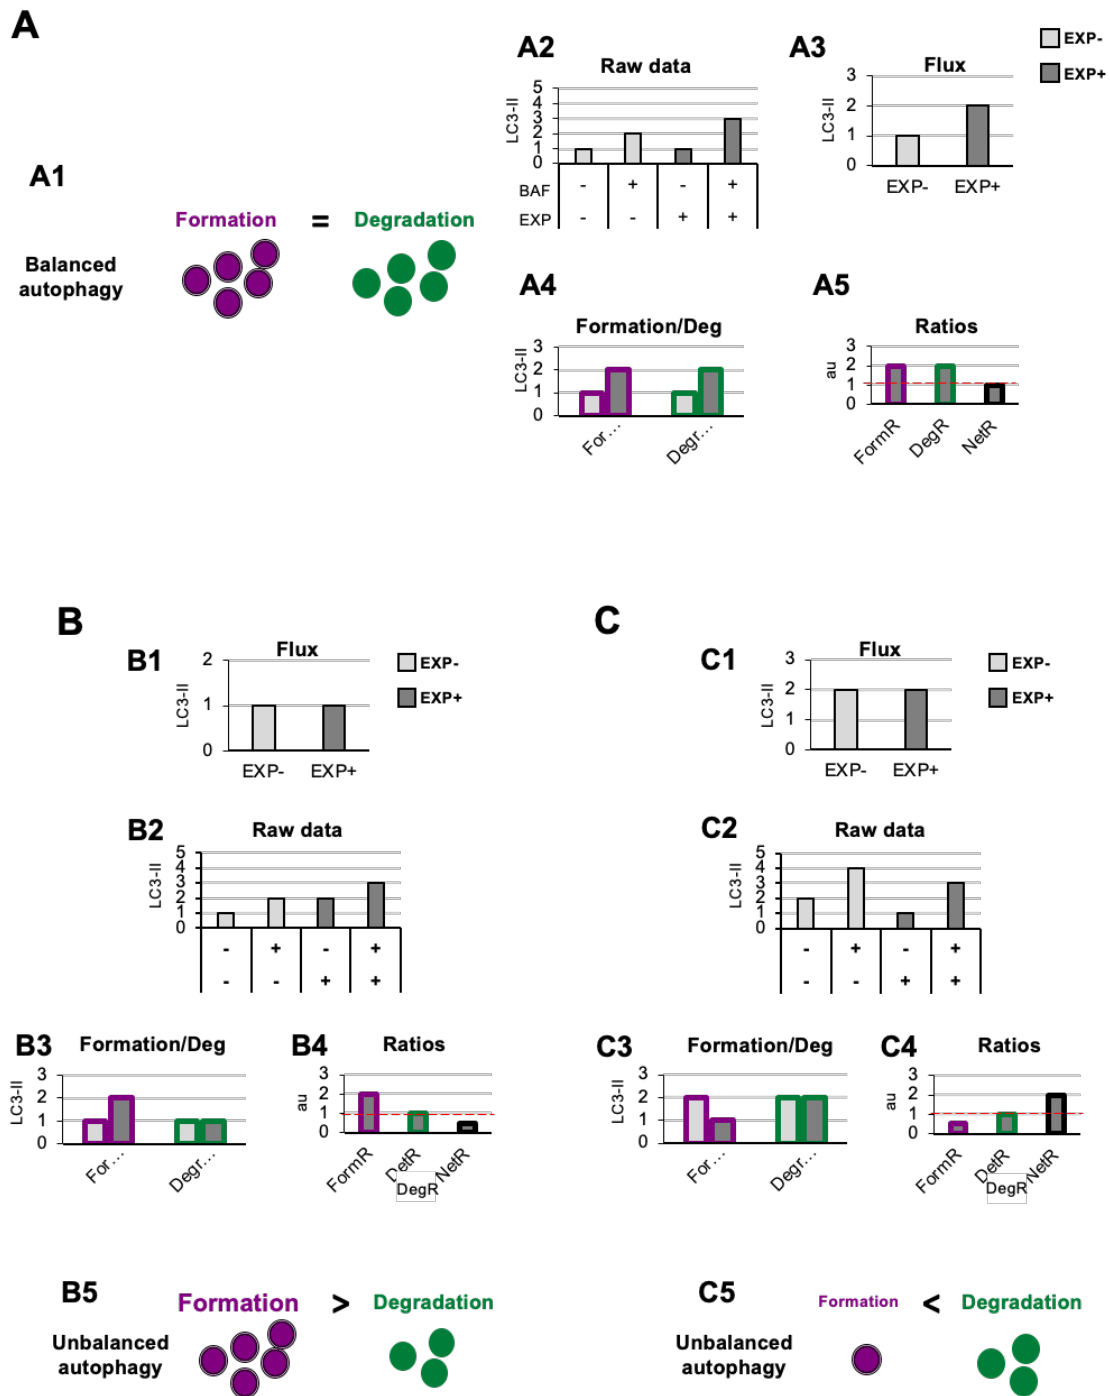 A
A1
Formation = Degradation
Balanced
autophagy
A2
Raw data
LC3-II
5
4
3
2
1
0
BAF - + - +
EXP - - + +
A3
Flux
LC3-II
3
2
1
0
EXP- EXP+
EXP-
EXP+
A4
Formation/Deg
LC3-II
3
2
1
0
For... Degr...
A5
Ratios
au
3
2
1
0
FormR DegR NetR
B
B1
Flux
LC3-II
2
1
0
EXP- EXP+
EXP-
EXP+
B2
Raw data
LC3-II
5
4
3
2
1
0
- + - +
- - + +
B3
Formation/Deg
LC3-II
3
2
1
0
For... Degr...
B4
Ratios
au
3
2
1
0
FormR DetR NetR
DegR
B5
Formation > Degradation
Unbalanced
autophagy
C
C1
Flux
LC3-II
3
2
1
0
EXP- EXP+
EXP-
EXP+
C2
Raw data
LC3-II
5
4
3
2
1
0
- + - +
- - + +
C3
Formation/Deg
LC3-II
3
2
1
0
For... Degr...
C4
Ratios
au
3
2
1
0
FormR DetR NetR
DegR
C5
Formation < Degradation
Unbalanced
autophagy